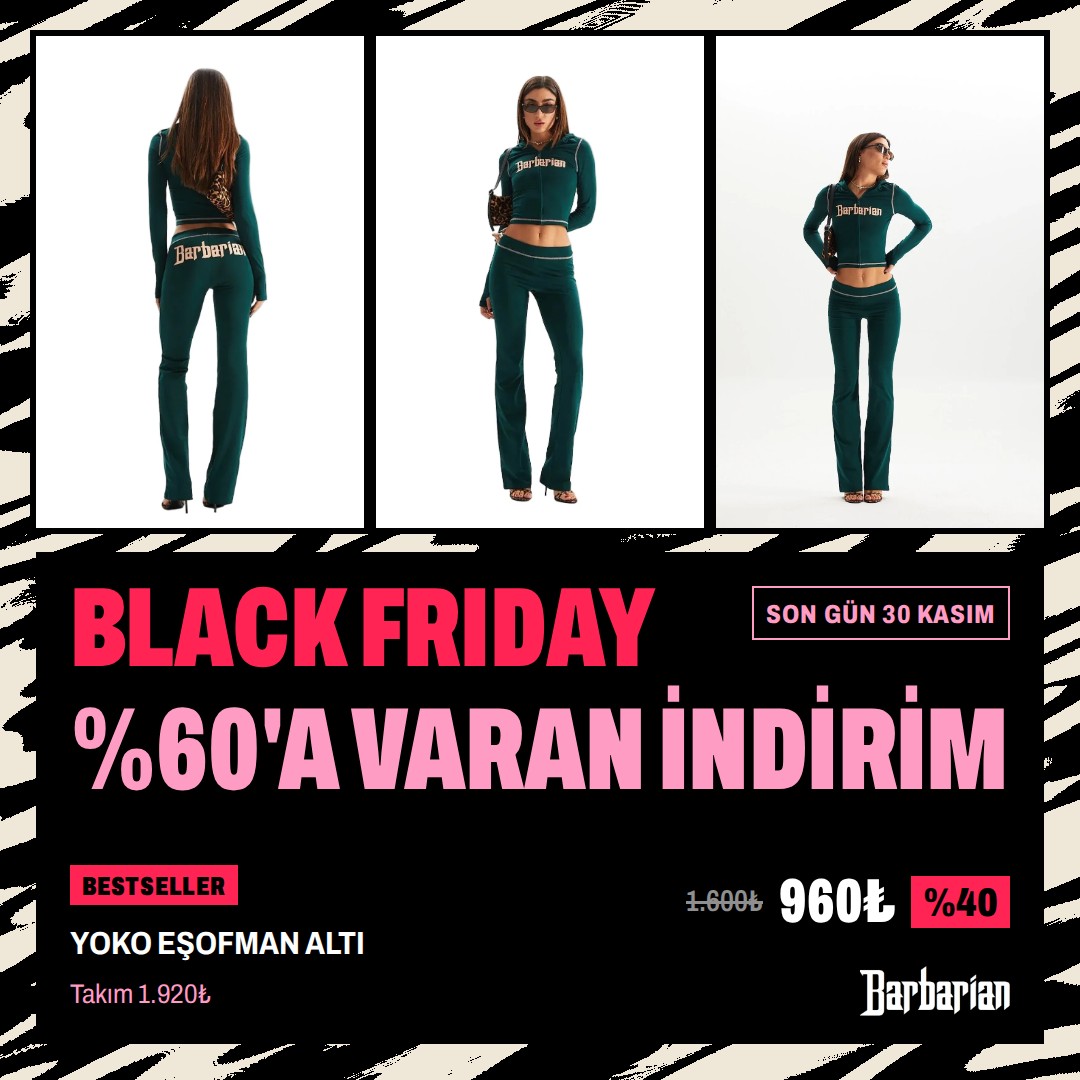 Barbarian
Barbarian
Barbarian
BLACK FRIDAY
SON GÜN 30 KASIM
%60'A VARAN İNDİRİM
BESTSELLER
1.600₺ 960₺ %40
YOKO EŞOFMAN ALTI
Takım 1.920₺
Barbarian